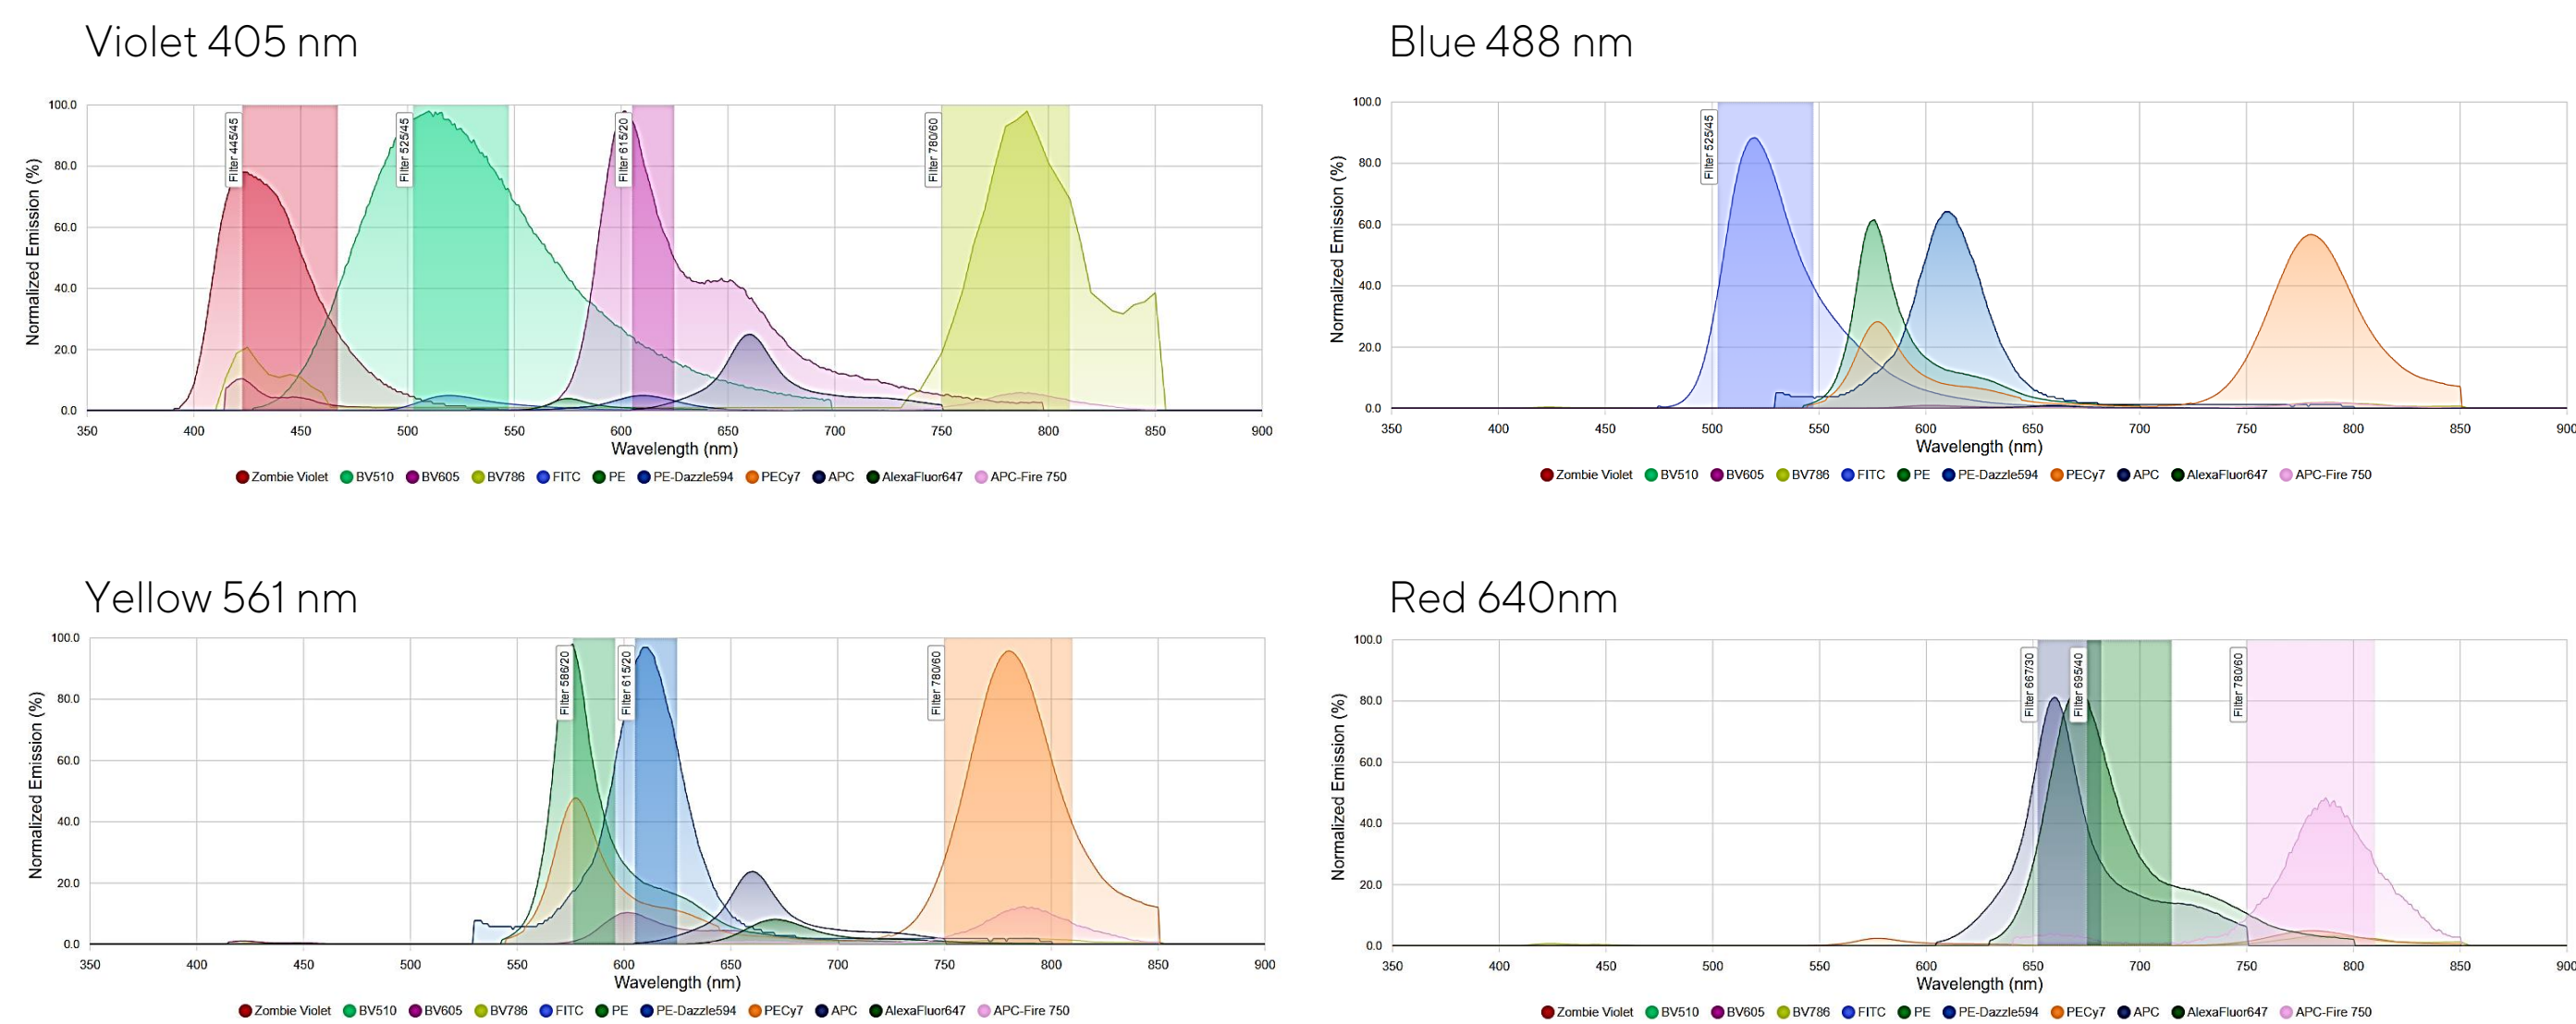 Violet 405 nm
Normalized Emission (%)
100.0
80.0
60.0
40.0
20.0
0.0
Filter 445/45
Filter 525/45
Filter 615/20
Filter 780/60
350 400 450 500 550 600 650 700 750 800 850 900
Wavelength (nm)
Zombie Violet BV510 BV605 BV786 FITC PE PE-Dazzle594 PECy7 APC AlexaFluor647 APC-Fire 750
Blue 488 nm
Normalized Emission (%)
100.0
80.0
60.0
40.0
20.0
0.0
Filter 525/45
350 400 450 500 550 600 650 700 750 800 850 900
Wavelength (nm)
Zombie Violet BV510 BV605 BV786 FITC PE PE-Dazzle594 PECy7 APC AlexaFluor647 APC-Fire 750
Yellow 561 nm
Normalized Emission (%)
100.0
80.0
60.0
40.0
20.0
0.0
Filter 586/20
Filter 615/20
Filter 780/60
350 400 450 500 550 600 650 700 750 800 850 900
Wavelength (nm)
Zombie Violet BV510 BV605 BV786 FITC PE PE-Dazzle594 PECy7 APC AlexaFluor647 APC-Fire 750
Red 640nm
Normalized Emission (%)
100.0
80.0
60.0
40.0
20.0
0.0
Filter 667/30
Filter 695/40
Filter 780/60
350 400 450 500 550 600 650 700 750 800 850 900
Wavelength (nm)
Zombie Violet BV510 BV605 BV786 FITC PE PE-Dazzle594 PECy7 APC AlexaFluor647 APC-Fire 750